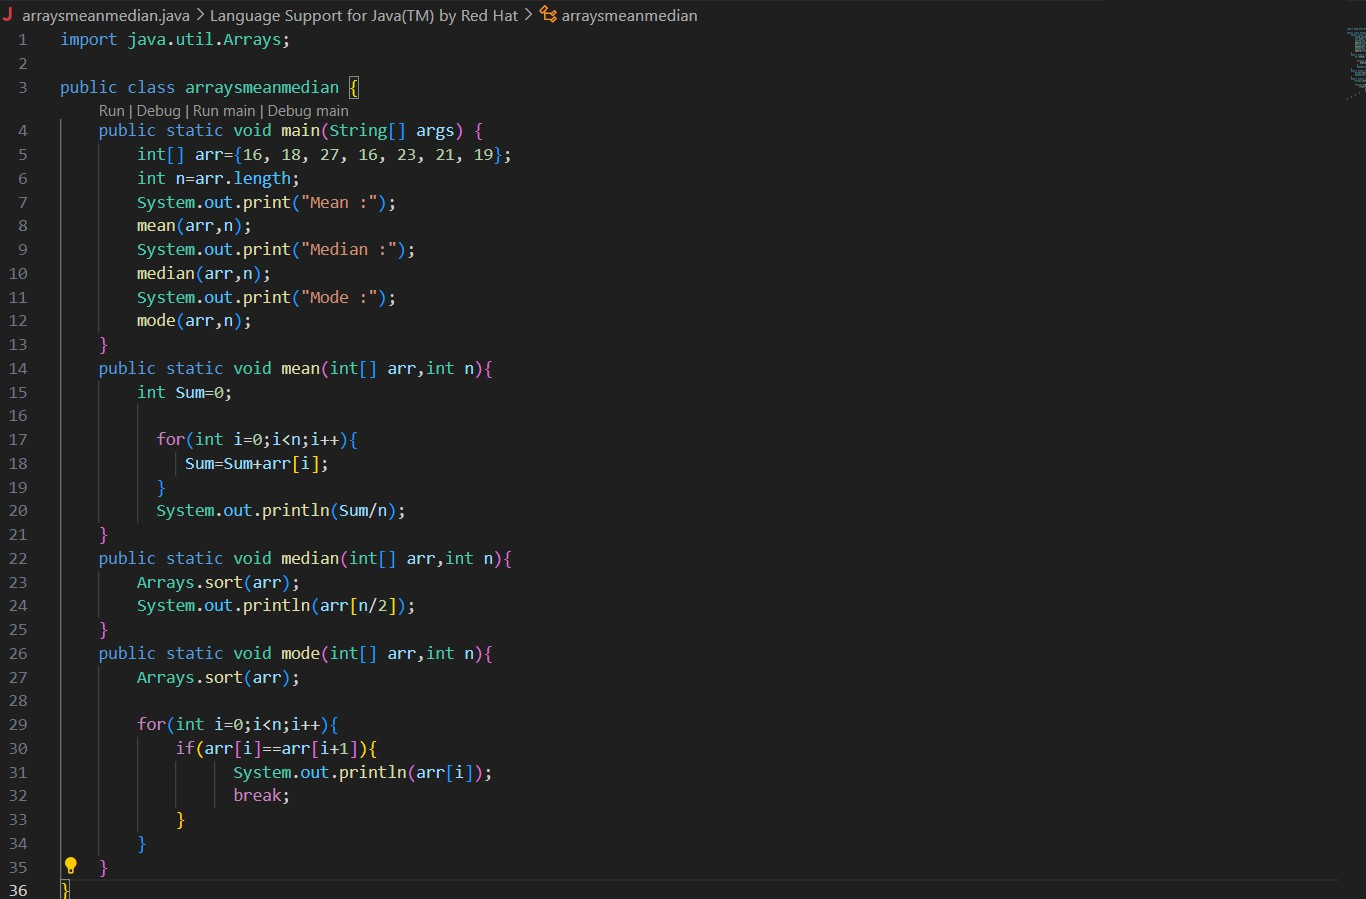 arraysmeanmedian.java > Language Support for Java(TM) by Red Hat > arraysmeanmedian
1 import java.util.Arrays;
2
3 public class arraysmeanmedian {
Run | Debug | Run main | Debug main
4     public static void main(String[] args) {
5         int[] arr={16, 18, 27, 16, 23, 21, 19};
6         int n=arr.length;
7         System.out.print("Mean :");
8         mean(arr,n);
9         System.out.print("Median :");
10         median(arr,n);
11         System.out.print("Mode :");
12         mode(arr,n);
13     }
14     public static void mean(int[] arr,int n){
15         int Sum=0;
16
17           for(int i=0;i<n;i++){
18              Sum=Sum+arr[i];
19           }
20           System.out.println(Sum/n);
21     }
22     public static void median(int[] arr,int n){
23         Arrays.sort(arr);
24         System.out.println(arr[n/2]);
25     }
26     public static void mode(int[] arr,int n){
27         Arrays.sort(arr);
28
29         for(int i=0;i<n;i++){
30             if(arr[i]==arr[i+1]){
31                   System.out.println(arr[i]);
32                   break;
33             }
34         }
35     }
36 }